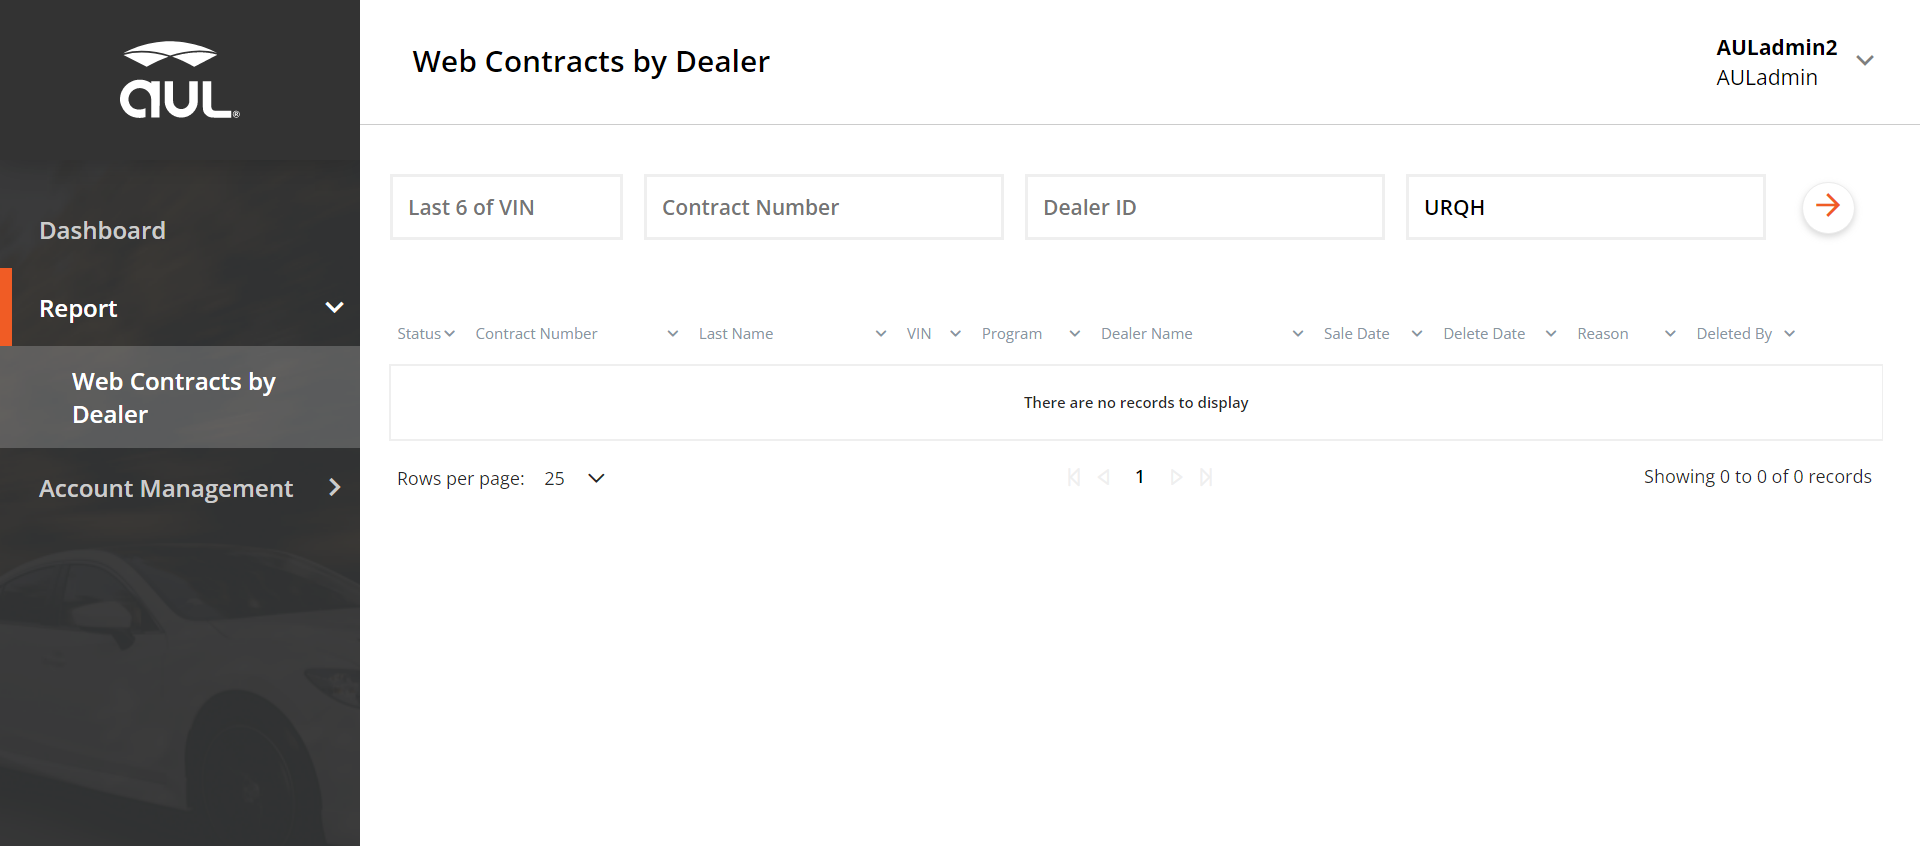 aUL®
Web Contracts by Dealer
AULadmin2
AULadmin
Dashboard
Report
Web Contracts by
Dealer
Account Management
Last 6 of VIN
Contract Number
Dealer ID
URQH
Status Contract Number Last Name VIN Program Dealer Name Sale Date Delete Date Reason Deleted By
There are no records to display
Rows per page: 25
1
Showing 0 to 0 of 0 records